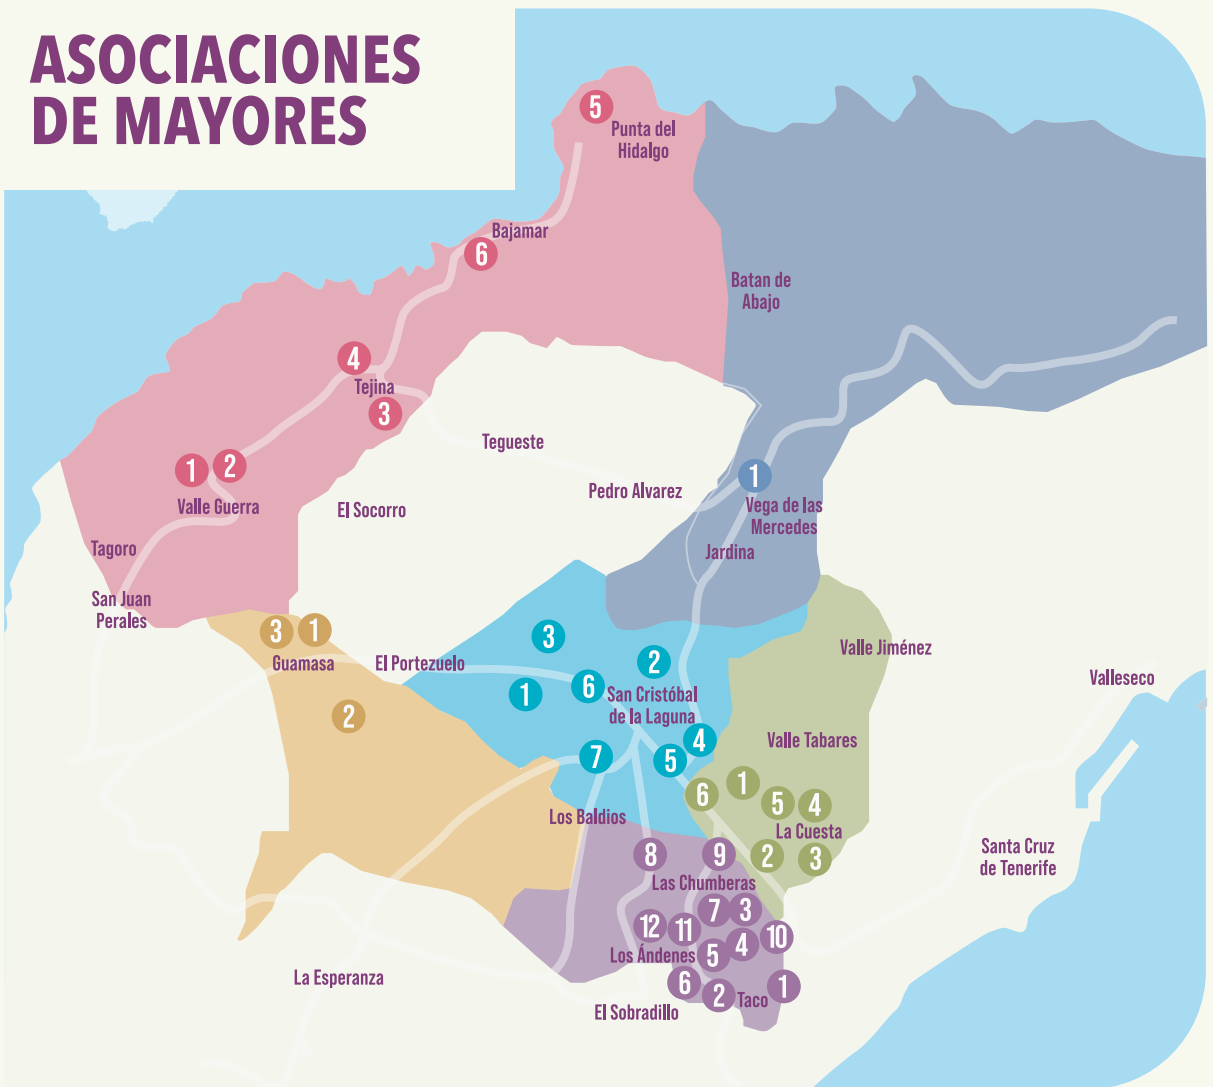 ASOCIACIONES
DE MAYORES
5
Punta del
Hidalgo
Bajamar
6
Batan de
Abajo
4
Tejina
3
Tegueste
1
2
Valle Guerra
El Socorro
Pedro Alvarez
1
Vega de las
Mercedes
Tagoro
Jardina
San Juan
Perales
3
1
Guamasa
El Portezuelo
3
2
Valle Jiménez
1
6
San Cristóbal
de la Laguna
Valleseco
2
4
Valle Tabares
7
5
6
1
5
4
Los Baldios
La Cuesta
8
9
2
3
Santa Cruz
de Tenerife
Las Chumberas
7
3
12
11
4
10
Los Ándenes
5
La Esperanza
6
2
Taco
1
El Sobradillo